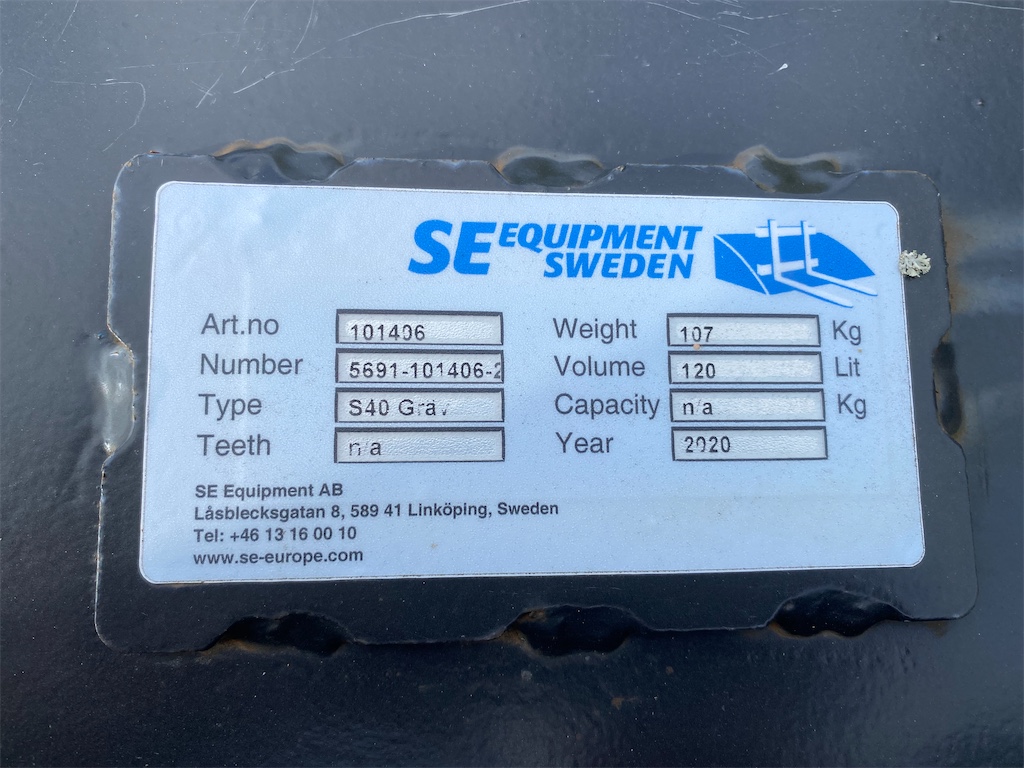 SE EQUIPMENT
SWEDEN
Art.no 101406 Weight 107 Kg
Number 5691-101406-2 Volume 120 Lit
Type S40 Gräv Capacity n/a Kg
Teeth n/a Year 2020
SE Equipment AB
Låsblecksgatan 8, 589 41 Linköping, Sweden
Tel: +46 13 16 00 10
www.se-europe.com